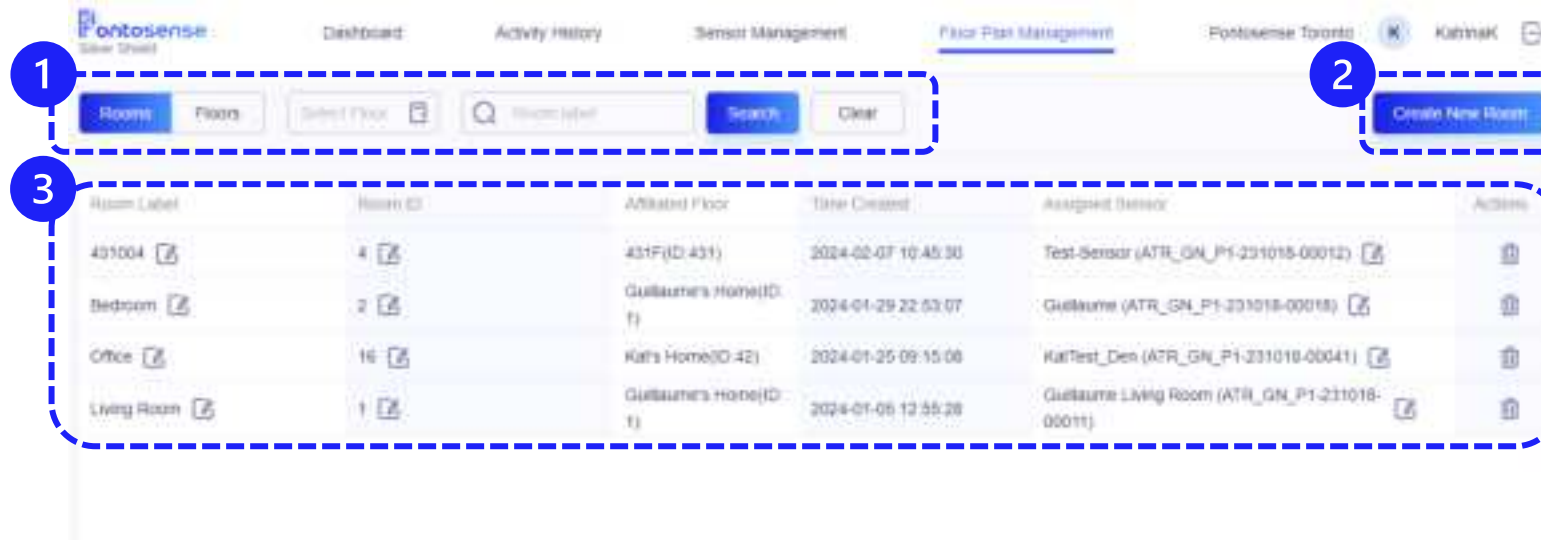 Pontosense
Silver Shield
Dashboard
Activity History
Sensor Management
Floor Plan Management
Pontosense Toronto
K
KatrinaK
1
2
Rooms
Floors
Select Floor
Room label
Search
Clear
Create New Room
3
Room Label Room ID Affiliated Floor Time Created Assigned Sensor Actions
431004 4 431F(ID:431) 2024-02-07 10:45:30 Test-Sensor (ATR_GN_P1-231018-00012)
Bedroom 2 Guillaume's Home(ID: 1) 2024-01-29 22:53:07 Guillaume (ATR_GN_P1-231018-00018)
Office 16 Kat's Home(ID:42) 2024-01-25 09:15:08 KatTest_Den (ATR_GN_P1-231018-00041)
Living Room 1 Guillaume's Home(ID: 1) 2024-01-05 12:55:28 Guillaume Living Room (ATR_GN_P1-231018-
00011)